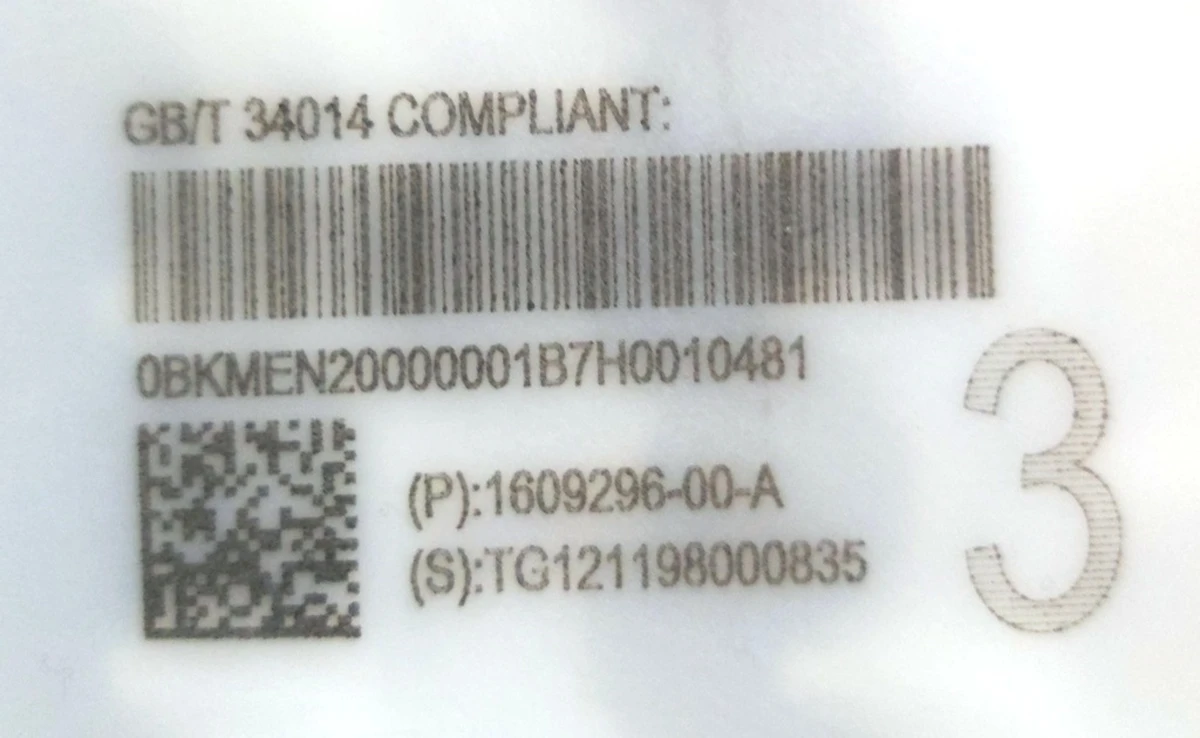 GB/T 34014 COMPLIANT:
0BKMEN20000001B7H0010481
3
(P):1609296-00-A
(S):TG121198000835